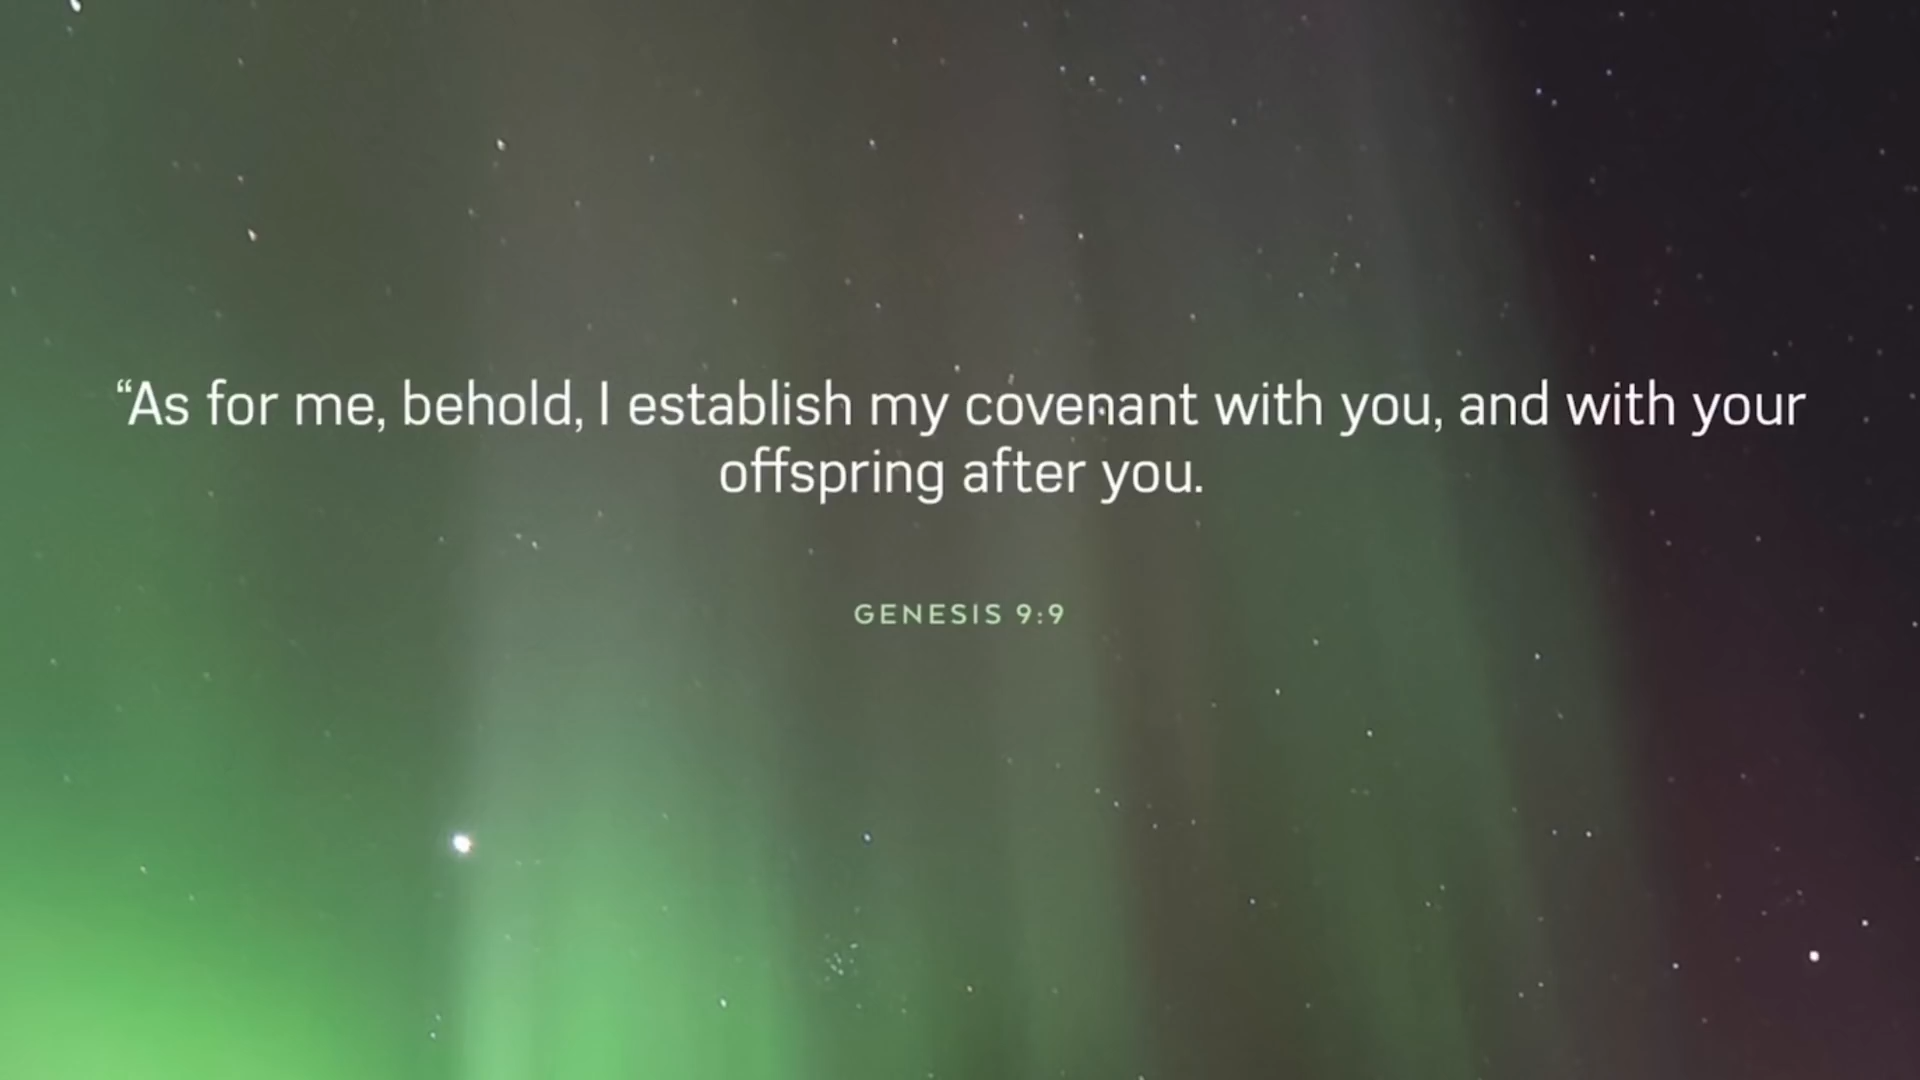 “As for me, behold, I establish my covenant with you, and with your
offspring after you.
GENESIS 9:9